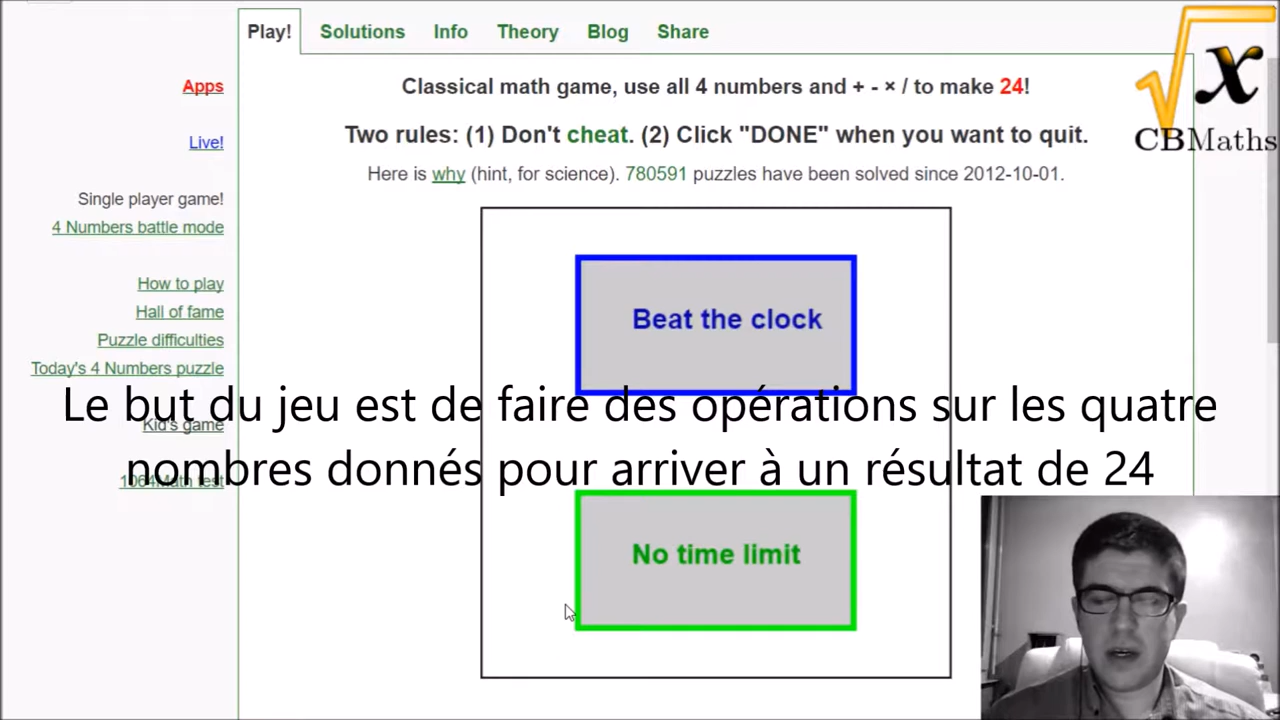 Play! Solutions Info Theory Blog Share
x
CBMaths
Apps
Live!
Single player game!
4 Numbers battle mode
How to play
Hall of fame
Puzzle difficulties
Today's 4 Numbers puzzle
Kid's game
1064Math test
Classical math game, use all 4 numbers and + - × / to make 24!
Two rules: (1) Don't cheat. (2) Click "DONE" when you want to quit.
Here is why (hint, for science). 780591 puzzles have been solved since 2012-10-01.
Beat the clock
Le but du jeu est de faire des opérations sur les quatre
nombres donnés pour arriver à un résultat de 24
No time limit